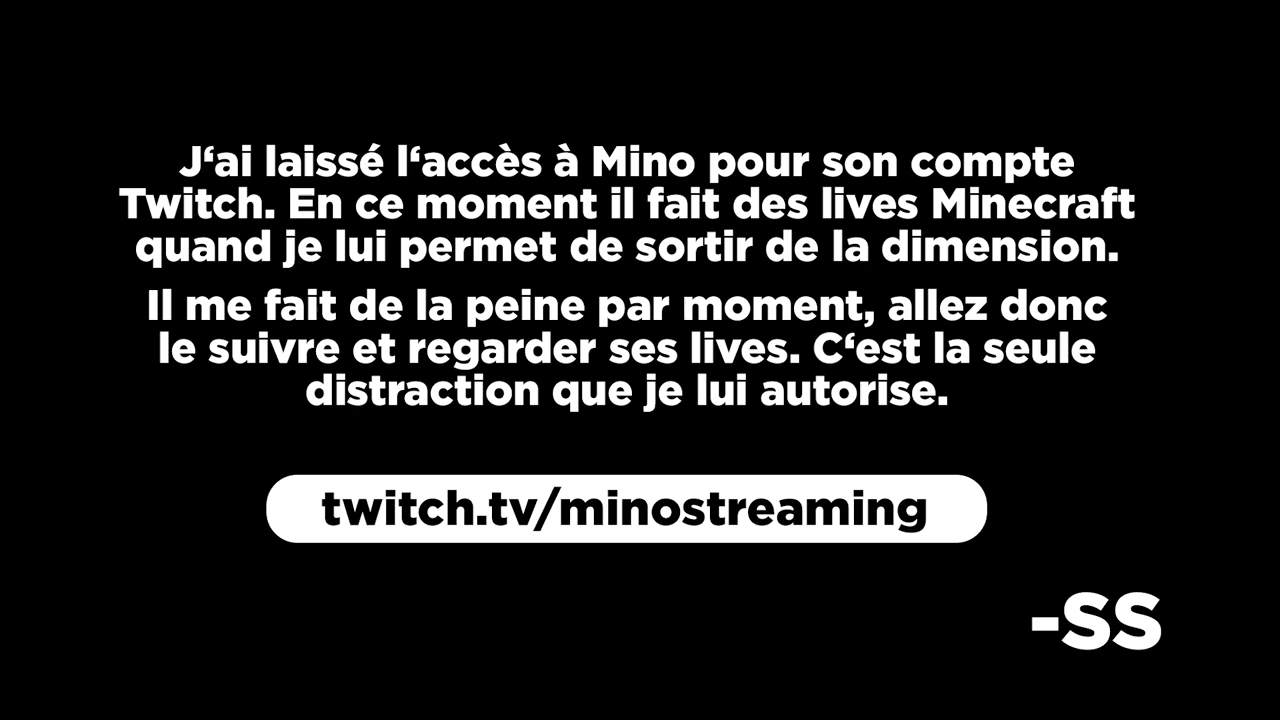 J‘ai laissé l‘accès à Mino pour son compte
Twitch. En ce moment il fait des lives Minecraft
quand je lui permet de sortir de la dimension.
Il me fait de la peine par moment, allez donc
le suivre et regarder ses lives. C‘est la seule
distraction que je lui autorise.
twitch.tv/minostreaming
-SS